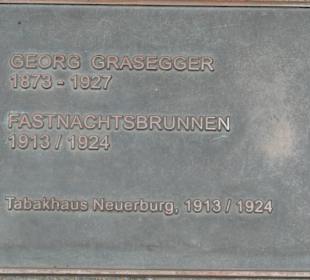 GEORG GRASEGGER
1873 - 1927
FASTNACHTSBRUNNEN
1913 / 1924
Tabakhaus Neuerburg, 1913 / 1924